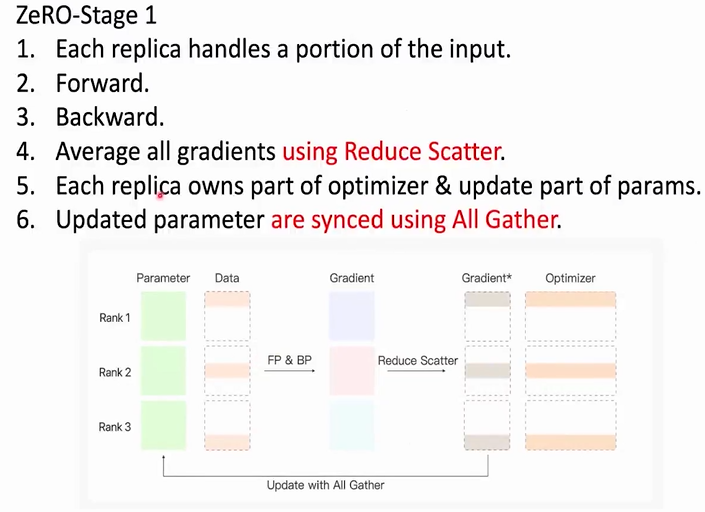 ZeRO-Stage 1
1. Each replica handles a portion of the input.
2. Forward.
3. Backward.
4. Average all gradients using Reduce Scatter.
5. Each replica owns part of optimizer & update part of params.
6. Updated parameter are synced using All Gather.
Parameter Data Gradient Gradient* Optimizer
Rank 1
Rank 2 FP & BP Reduce Scatter
Rank 3
Update with All Gather